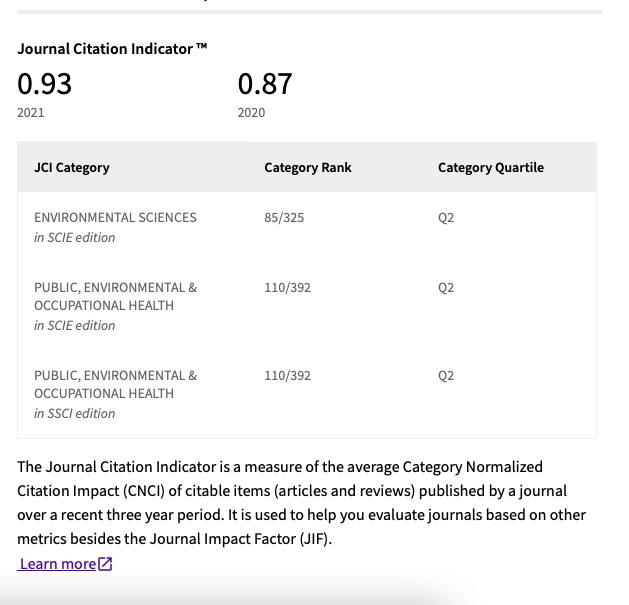 Journal Citation Indicator ™
0.93 0.87
2021 2020
JCI Category Category Rank Category Quartile
ENVIRONMENTAL SCIENCES 85/325 Q2
in SCIE edition
PUBLIC, ENVIRONMENTAL & 110/392 Q2
OCCUPATIONAL HEALTH
in SCIE edition
PUBLIC, ENVIRONMENTAL & 110/392 Q2
OCCUPATIONAL HEALTH
in SSCI edition
The Journal Citation Indicator is a measure of the average Category Normalized
Citation Impact (CNCI) of citable items (articles and reviews) published by a journal
over a recent three year period. It is used to help you evaluate journals based on other
metrics besides the Journal Impact Factor (JIF).
Learn more